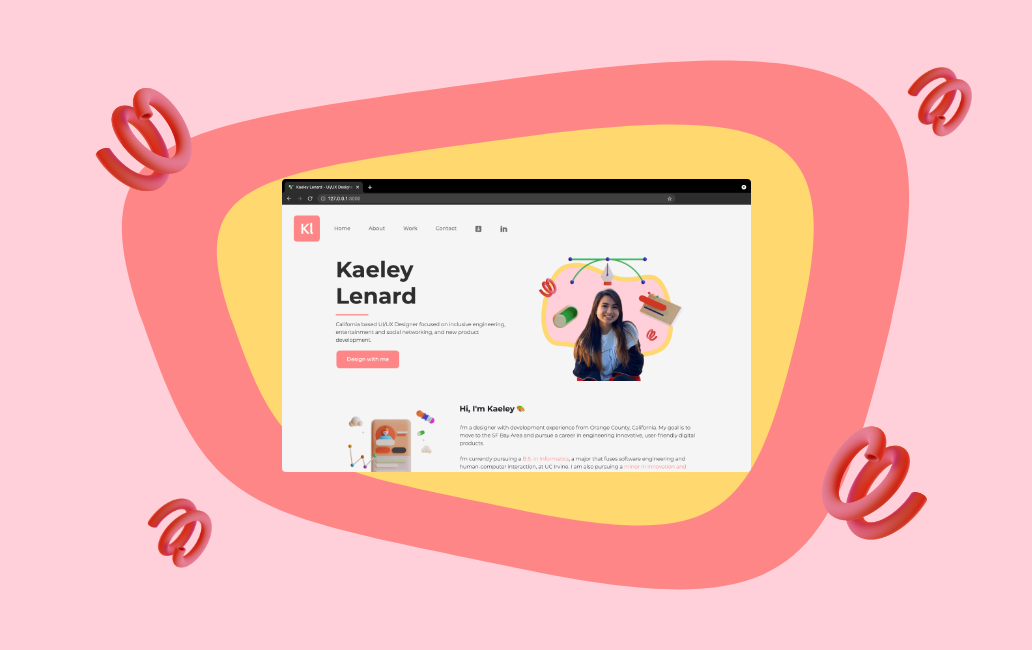 Kaeley Lenard - UI/UX Designer
127.0.0.1:8000
Kl
Home About Work Contact in
Kaeley
Lenard
California based UI/UX Designer focused on inclusive engineering,
entertainment and social networking, and new product
development.
Design with me
Hi, I'm Kaeley
I'm a designer with development experience from Orange County, California. My goal is to
move to the SF Bay Area and pursue a career in engineering innovative, user-friendly digital
products.
I'm currently pursuing a B.S. in Informatics, a major that fuses software engineering and
human-computer interaction, at UC Irvine. I am also pursuing a minor in Innovation and